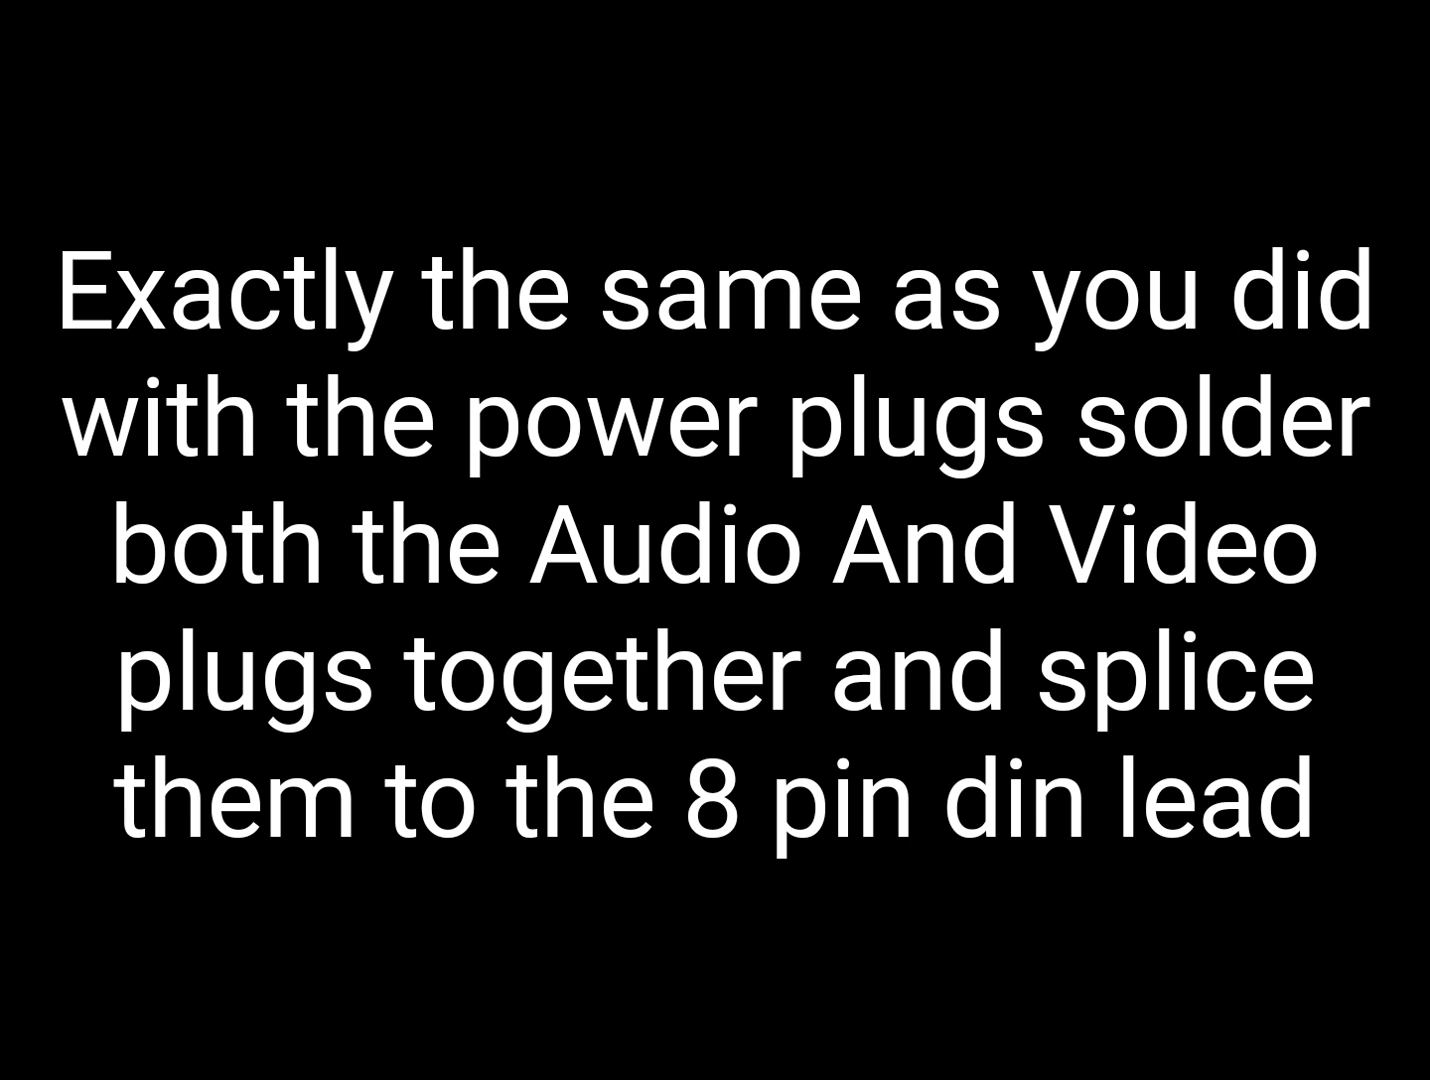 Exactly the same as you did
with the power plugs solder
both the Audio And Video
plugs together and splice
them to the 8 pin din lead